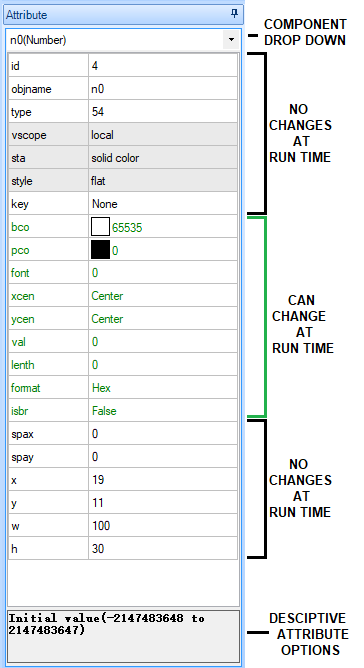 Attribute
COMPONENT
DROP DOWN
n0(Number)
id 4
objname n0
type 54
vscope local
sta solid color
style flat
key None
NO
CHANGES
AT
RUN TIME
bco 65535
pco 0
font 0
xcen Center
ycen Center
val 0
lenth 0
format Hex
isbr False
CAN
CHANGE
AT
RUN TIME
spax 0
spay 0
x 19
y 11
w 100
h 30
NO
CHANGES
AT
RUN TIME
Initial value(-2147483648 to
2147483647)
DESCIPTIVE
ATTRIBUTE
OPTIONS